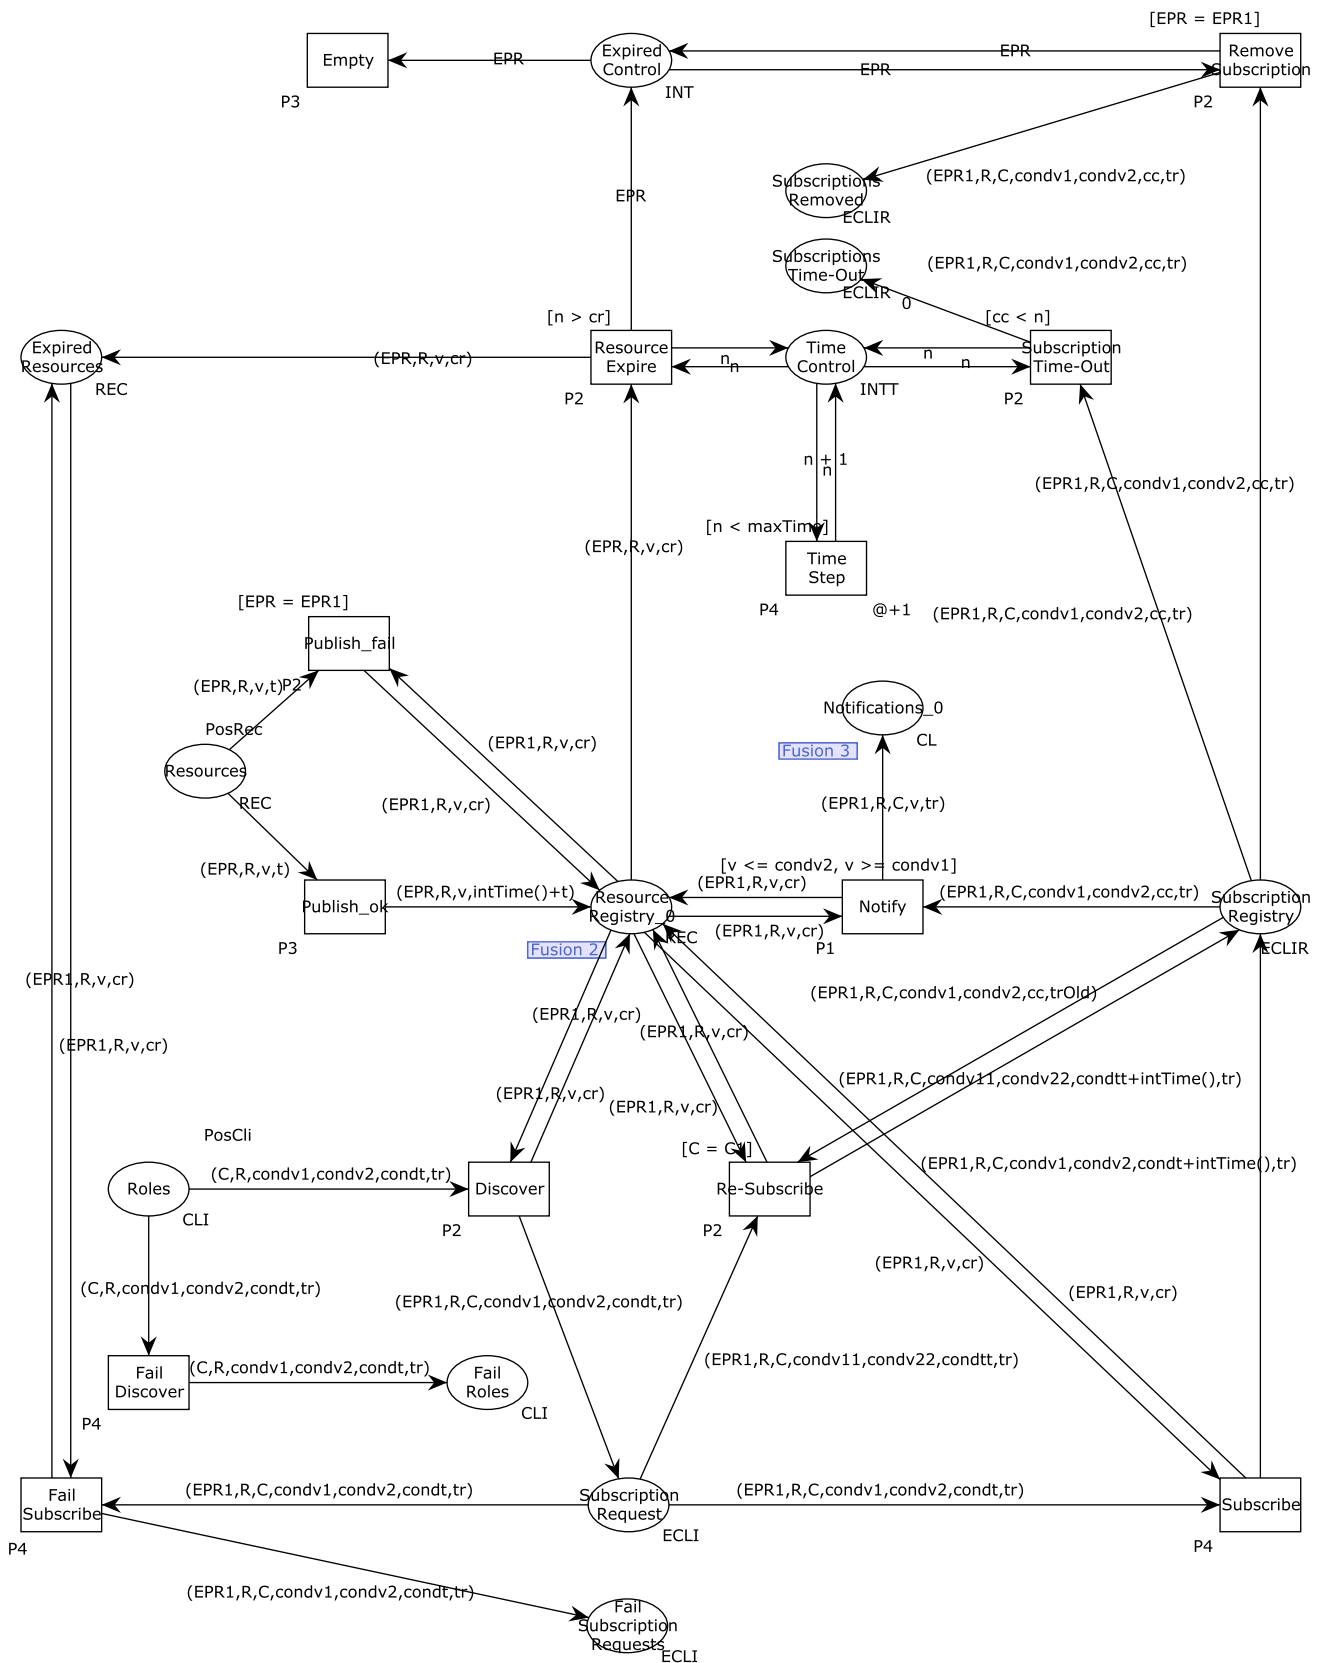 [EPR = EPR1]
Empty
Expired
Control
Remove
Subscription
EPR
EPR
EPR
P3
INT
P2
(EPR1,R,C,condv1,condv2,cc,tr)
Subscriptions
Removed
ECLIR
EPR
Subscriptions
Time-Out
ECLIR
(EPR1,R,C,condv1,condv2,cc,tr)
0
[n > cr]
[cc < n]
Expired
Resources
REC
(EPR,R,v,cr)
Resource
Expire
P2
n
n
Time
Control
INTT
n
n
Subscription
Time-Out
P2
n + 1
n
(EPR1,R,C,condv1,condv2,cc,tr)
[n < maxTime]
(EPR,R,v,cr)
Time
Step
P4
@+1
[EPR = EPR1]
(EPR1,R,C,condv1,condv2,cc,tr)
Publish_fail
(EPR,R,v,t)
P2
PosRec
Resources
REC
(EPR1,R,v,cr)
(EPR1,R,v,cr)
Notifications_0
CL
Fusion 3
(EPR1,R,C,v,tr)
(EPR,R,v,t)
[v <= condv2, v >= condv1]
Publish_ok
P3
(EPR,R,v,intTime()+t)
Resource
Registry_0
REC
Fusion 2
(EPR1,R,v,cr)
(EPR1,R,v,cr)
Notify
P1
(EPR1,R,C,condv1,condv2,cc,tr)
Subscription
Registry
ECLIR
(EPR1,R,v,cr)
(EPR1,R,C,condv1,condv2,cc,trOld)
(EPR1,R,v,cr)
(EPR1,R,v,cr)
(EPR1,R,v,cr)
(EPR1,R,C,condv11,condv22,condtt+intTime(),tr)
(EPR1,R,v,cr)
(EPR1,R,v,cr)
PosCli
[C = C1]
(EPR1,R,C,condv1,condv2,condt+intTime(),tr)
Roles
CLI
(C,R,condv1,condv2,condt,tr)
Discover
P2
Re-Subscribe
P2
(EPR1,R,v,cr)
(C,R,condv1,condv2,condt,tr)
(EPR1,R,C,condv1,condv2,condt,tr)
(EPR1,R,v,cr)
Fail
Discover
P4
(C,R,condv1,condv2,condt,tr)
Fail
Roles
CLI
(EPR1,R,C,condv11,condv22,condtt,tr)
Fail
Subscribe
P4
(EPR1,R,C,condv1,condv2,condt,tr)
Subscription
Request
ECLI
(EPR1,R,C,condv1,condv2,condt,tr)
Subscribe
P4
(EPR1,R,C,condv1,condv2,condt,tr)
Fail
Subscription
Requests
ECLI